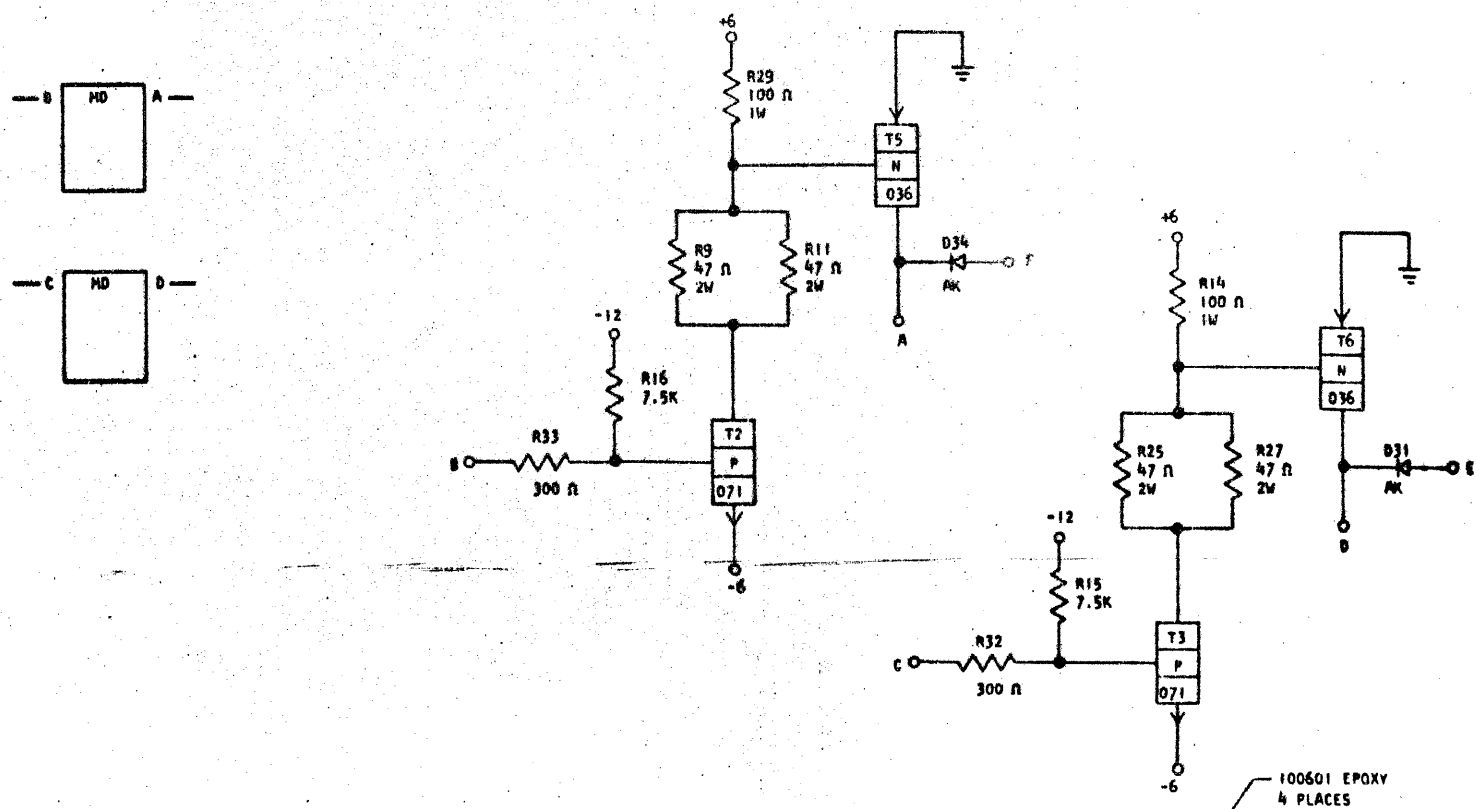 B MD A
C MD D
+6
R29
100 Ω
1W
T5
N
036
R9
47 Ω
2W
R11
47 Ω
2W
D34
AK
F
A
-12
R16
7.5K
R33
300 Ω
B
T2
P
071
-6
+6
R14
100 Ω
1W
T6
N
036
R25
47 Ω
2W
R27
47 Ω
2W
D31
AK
E
D
-12
R15
7.5K
R32
300 Ω
C
T3
P
071
-6
100601 EPOXY
4 PLACES